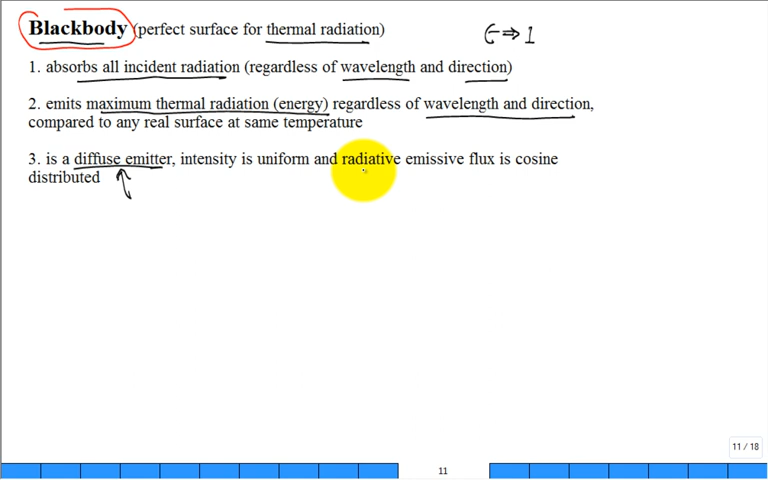 Blackbody (perfect surface for thermal radiation)
ϵ ⇒ 1
1. absorbs all incident radiation (regardless of wavelength and direction)
2. emits maximum thermal radiation (energy) regardless of wavelength and direction,
compared to any real surface at same temperature
3. is a diffuse emitter, intensity is uniform and radiative emissive flux is cosine
distributed
11 / 18
11